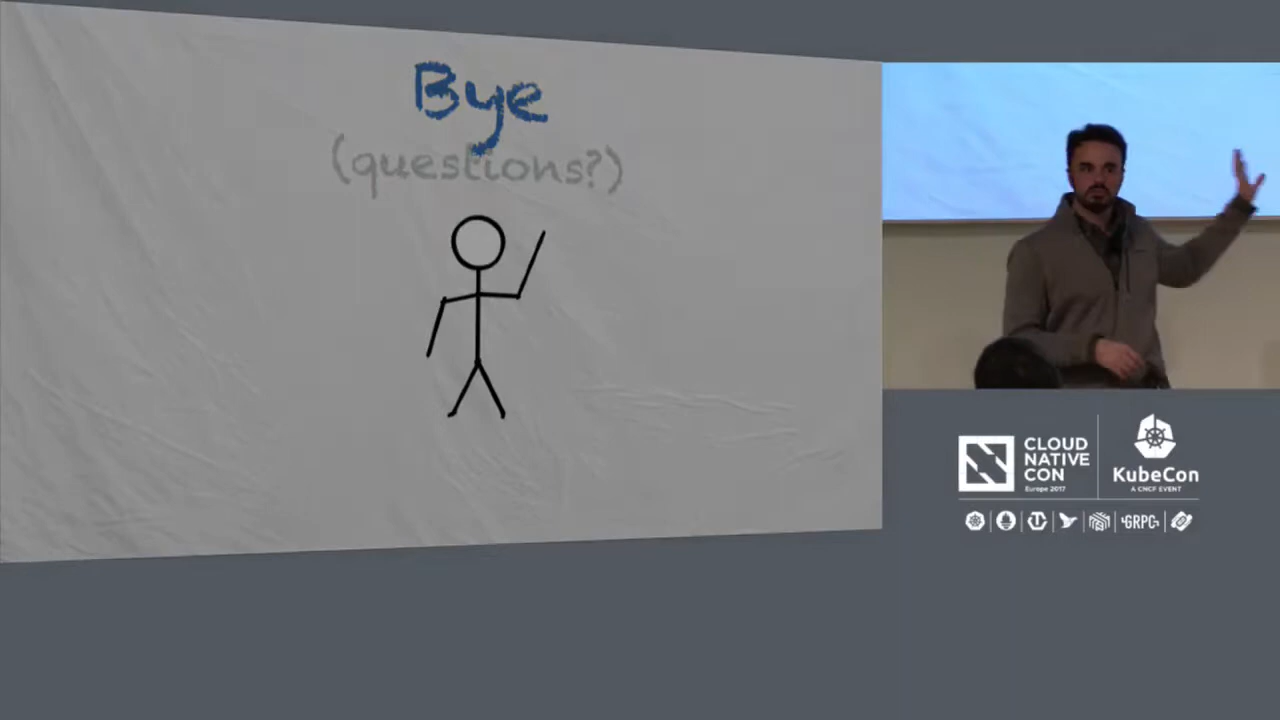 Bye
(questions?)
CLOUD
NATIVE
CON
Europe 2017
KubeCon
A CNCF EVENT
GRPC